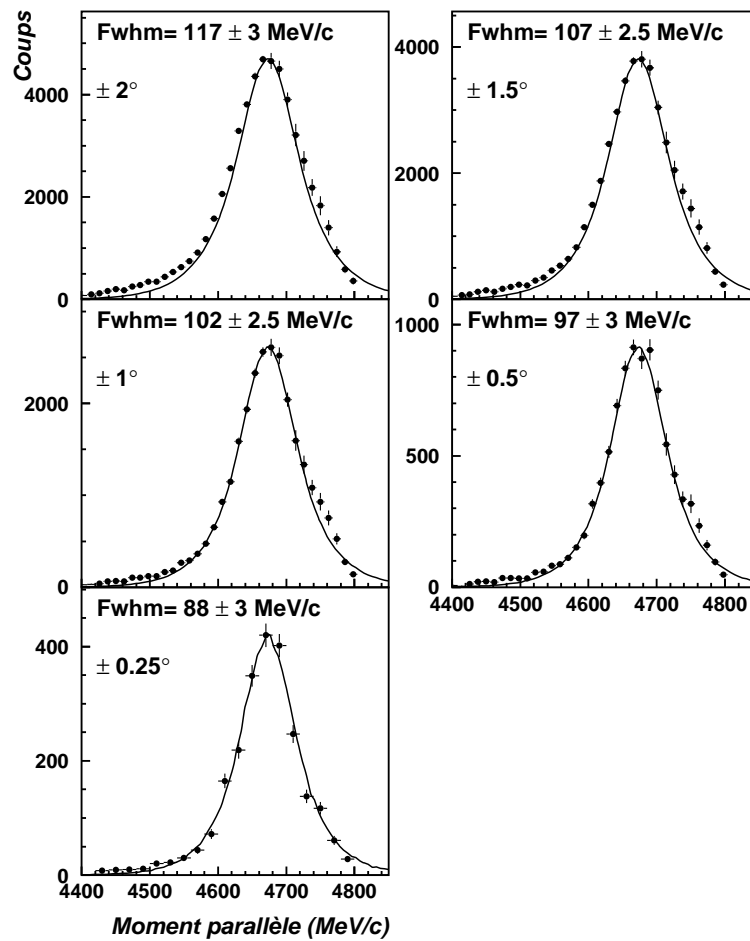 Coups
Fwhm= 117 ± 3 MeV/c
± 2°
4000
2000
0
Fwhm= 107 ± 2.5 MeV/c
± 1.5°
4000
2000
0
Fwhm= 102 ± 2.5 MeV/c
± 1°
2000
0
Fwhm= 97 ± 3 MeV/c
± 0.5°
1000
500
0
4400 4500 4600 4700 4800
Fwhm= 88 ± 3 MeV/c
± 0.25°
400
200
0
4400 4500 4600 4700 4800
Moment parallèle (MeV/c)